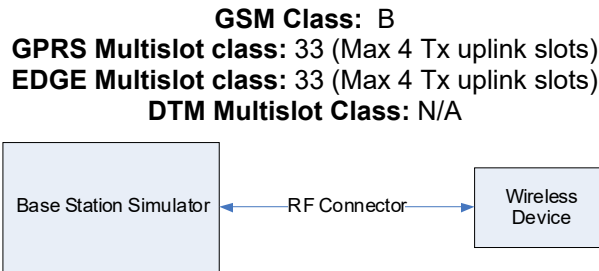 GSM Class: B
GPRS Multislot class: 33 (Max 4 Tx uplink slots)
EDGE Multislot class: 33 (Max 4 Tx uplink slots)
DTM Multislot Class: N/A
Base Station Simulator
RF Connector
Wireless
Device